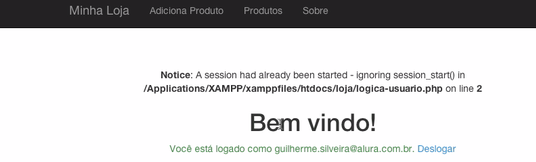 Minha Loja Adiciona Produto Produtos Sobre
Notice: A session had already been started - ignoring session_start() in
/Applications/XAMPP/xamppfiles/htdocs/loja/logica-usuario.php on line 2
Bem vindo!
Você está logado como guilherme.silveira@alura.com.br. Deslogar